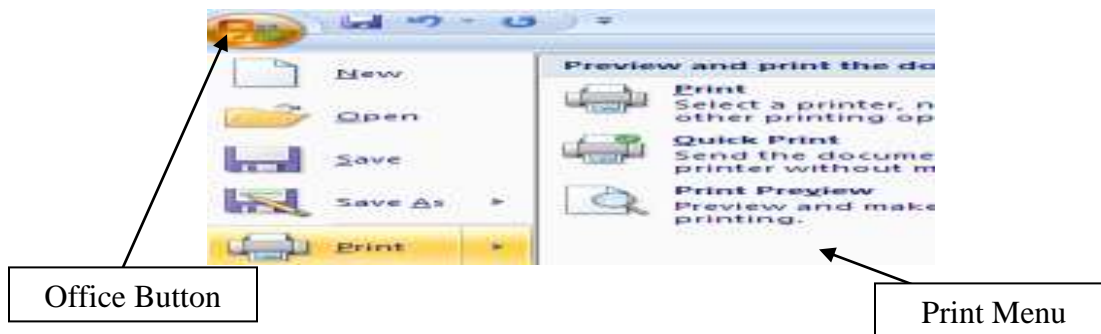 New
Open
Save
Save As
Print
Preview and print the do
Print
Select a printer, n
other printing op
Quick Print
Send the docume
printer without m
Print Preview
Preview and make
printing.
Office Button
Print Menu